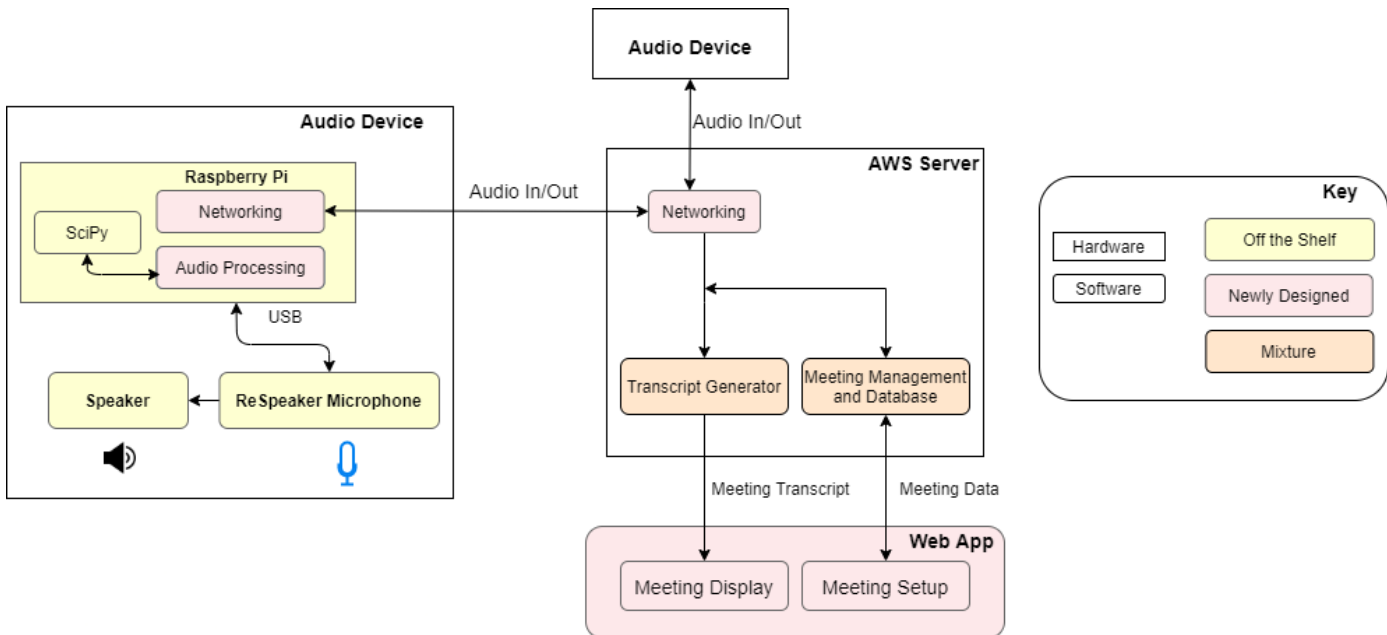 Audio Device
Audio In/Out
Audio Device
Raspberry Pi
Networking
SciPy
Audio Processing
USB
Speaker
ReSpeaker Microphone
Audio In/Out
AWS Server
Networking
Transcript Generator
Meeting Management
and Database
Meeting Transcript
Meeting Data
Web App
Meeting Display
Meeting Setup
Key
Hardware
Software
Off the Shelf
Newly Designed
Mixture